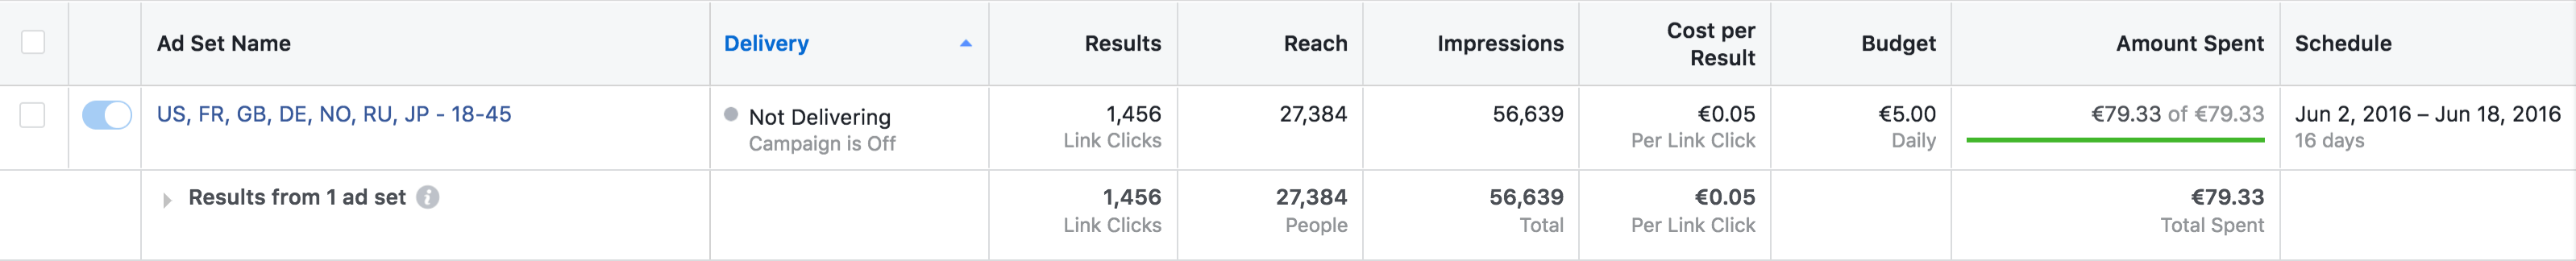 Ad Set Name Delivery Results Reach Impressions Cost per Result Budget Amount Spent Schedule
US, FR, GB, DE, NO, RU, JP - 18-45 Not Delivering 1,456 27,384 56,639 €0.05 €5.00 €79.33 of €79.33 Jun 2, 2016 – Jun 18, 2016
Campaign is Off Link Clicks Per Link Click Daily 16 days
Results from 1 ad set 1,456 27,384 56,639 €0.05 €79.33
Link Clicks People Total Per Link Click Total Spent